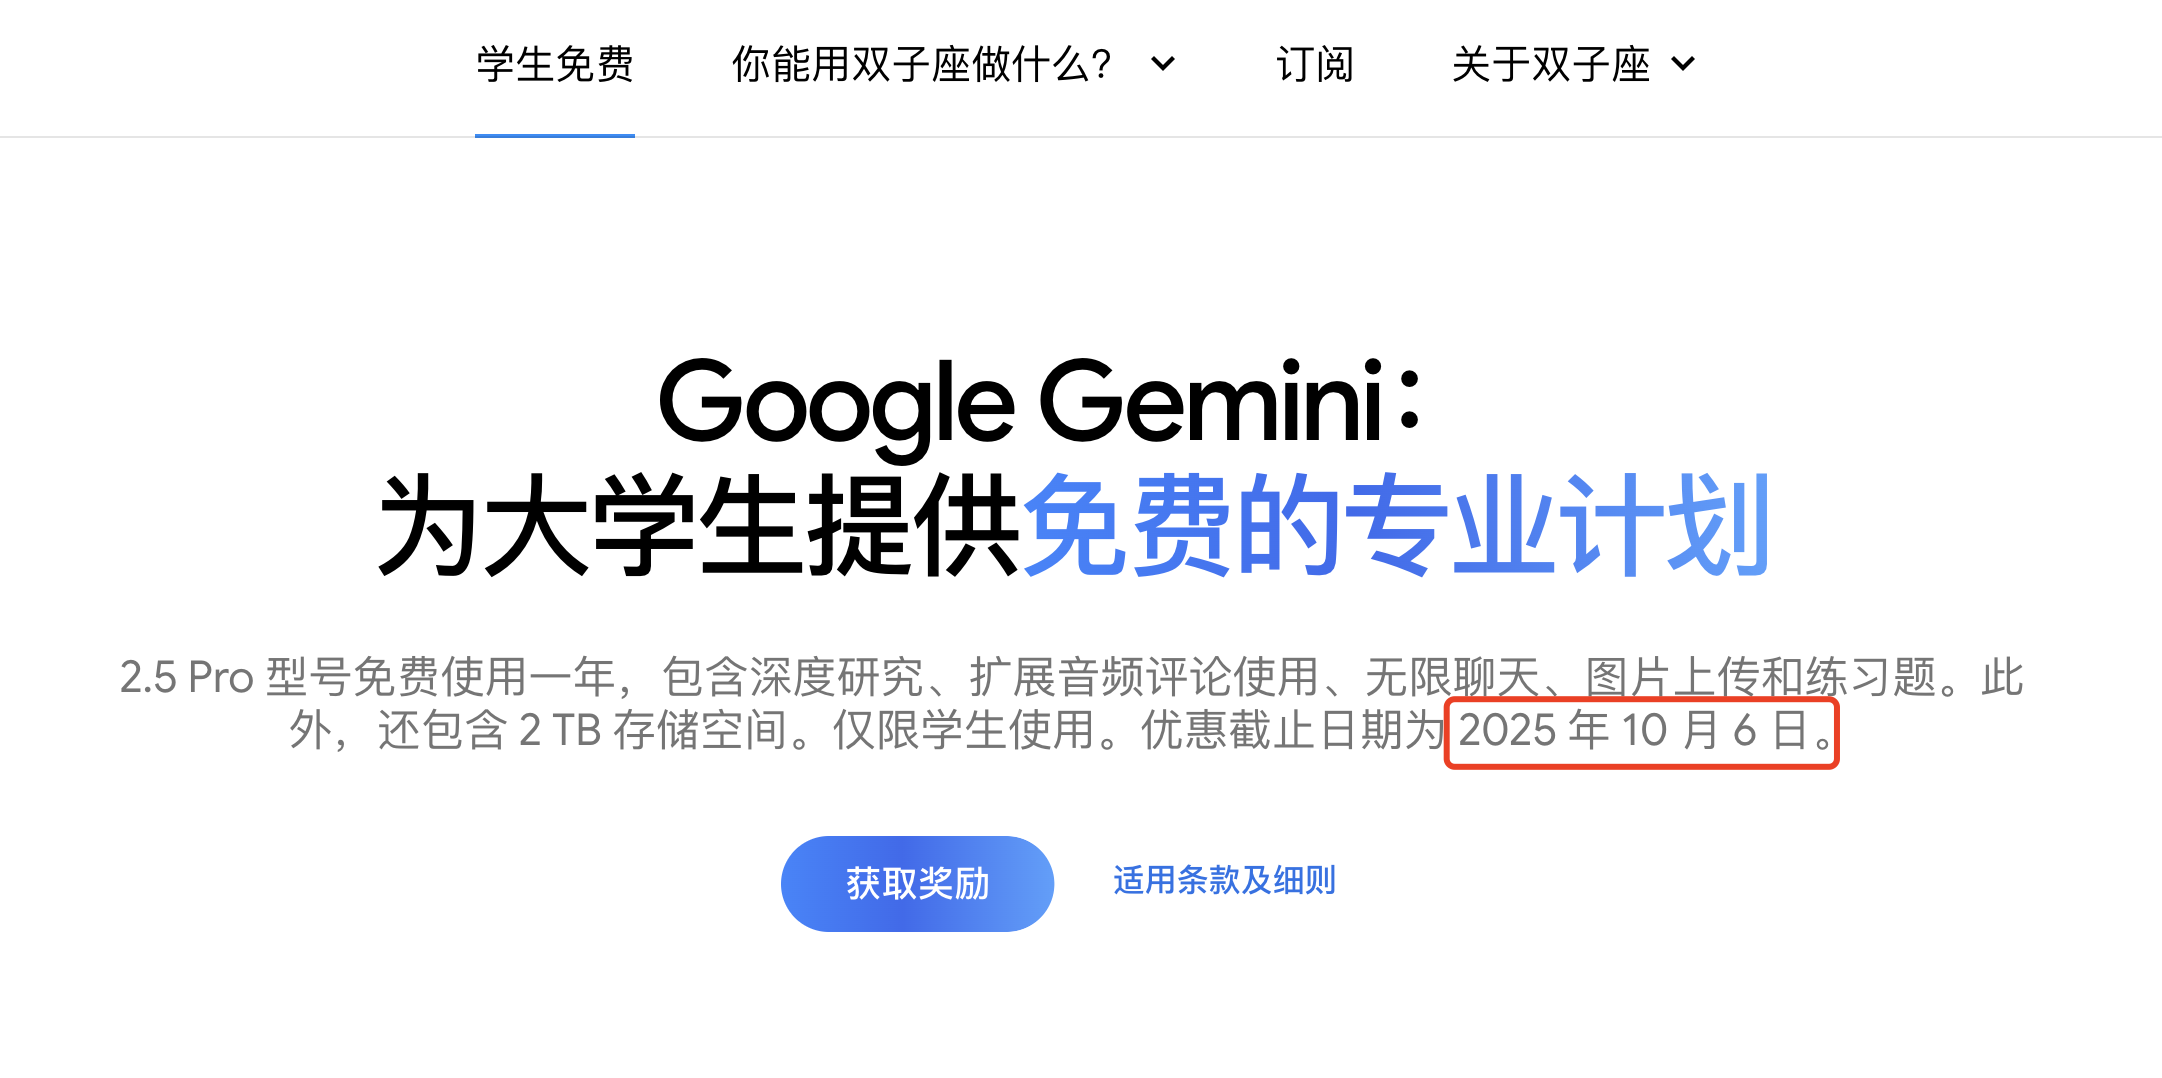 学生免费
你能用双子座做什么?
订阅
关于双子座
Google Gemini：
为大学生提供免费的专业计划
2.5 Pro 型号免费使用一年，包含深度研究、扩展音频评论使用、无限聊天、图片上传和练习题。此
外，还包含 2 TB 存储空间。仅限学生使用。优惠截止日期为 2025 年 10 月 6 日。
获取奖励
适用条款及细则